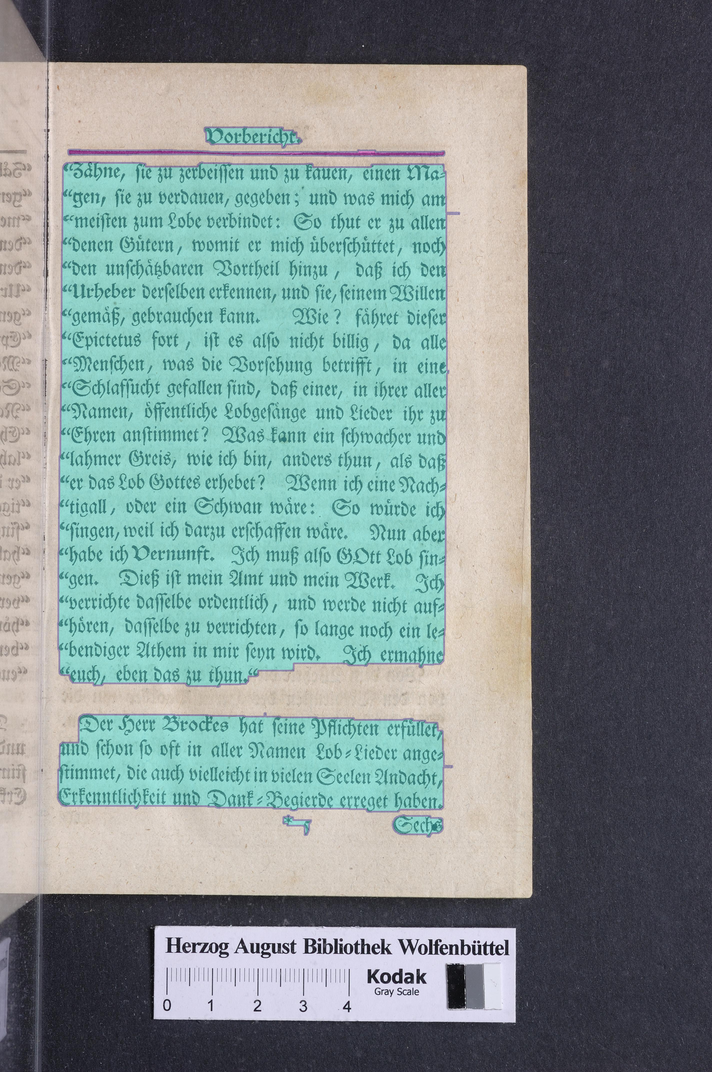 Vorbericht.
“Zähne, sie zu zerbeissen und zu kauen, einen Ma-
“gen, sie zu verdauen, gegeben; und was mich am
“meisten zum Lobe verbindet: So thut er zu allen
“denen Gütern, womit er mich überschüttet, noch
“den unschätzbaren Vortheil hinzu, daß ich den
“Urheber derselben erkennen, und sie, seinem Willen
“gemäß, gebrauchen kann. Wie? fähret dieser
“Epictetus fort, ist es also nicht billig, da alle
“Menschen, was die Vorsehung betrifft, in eine
“Schlafsucht gefallen sind, daß einer, in ihrer aller
“Namen, öffentliche Lobgesänge und Lieder ihr zu
“Ehren anstimmet? Was kann ein schwacher und
“lahmer Greis, wie ich bin, anders thun, als daß
“er das Lob Gottes erhebet? Wenn ich eine Nach-
“tigall, oder ein Schwan wäre: So würde ich
“singen, weil ich darzu erschaffen wäre. Nun aber
“habe ich Vernunft. Ich muß also GOtt Lob sin-
“gen. Dieß ist mein Amt und mein Werk. Ich
“verrichte dasselbe ordentlich, und werde nicht auf-
“hören, dasselbe zu verrichten, so lange noch ein le-
“bendiger Athem in mir seyn wird. Ich ermahne
“euch, eben das zu thun.“
Der Herr Brockes hat seine Pflichten erfüllet,
und schon so oft in aller Namen Lob-Lieder ange-
stimmet, die auch vielleicht in vielen Seelen Andacht,
Erkenntlichkeit und Dank-Begierde erreget haben.
Sechs
Herzog August Bibliothek Wolfenbüttel
Kodak
Gray Scale
0 1 2 3 4